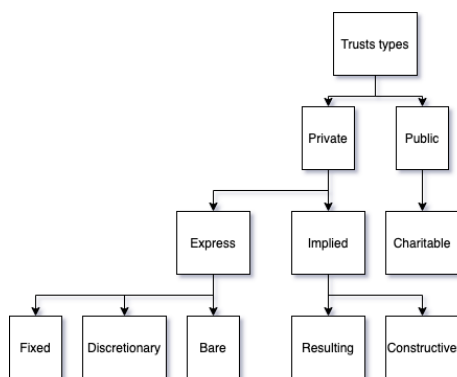 Trusts types
Private
Public
Express
Implied
Charitable
Fixed
Discretionary
Bare
Resulting
Constructive